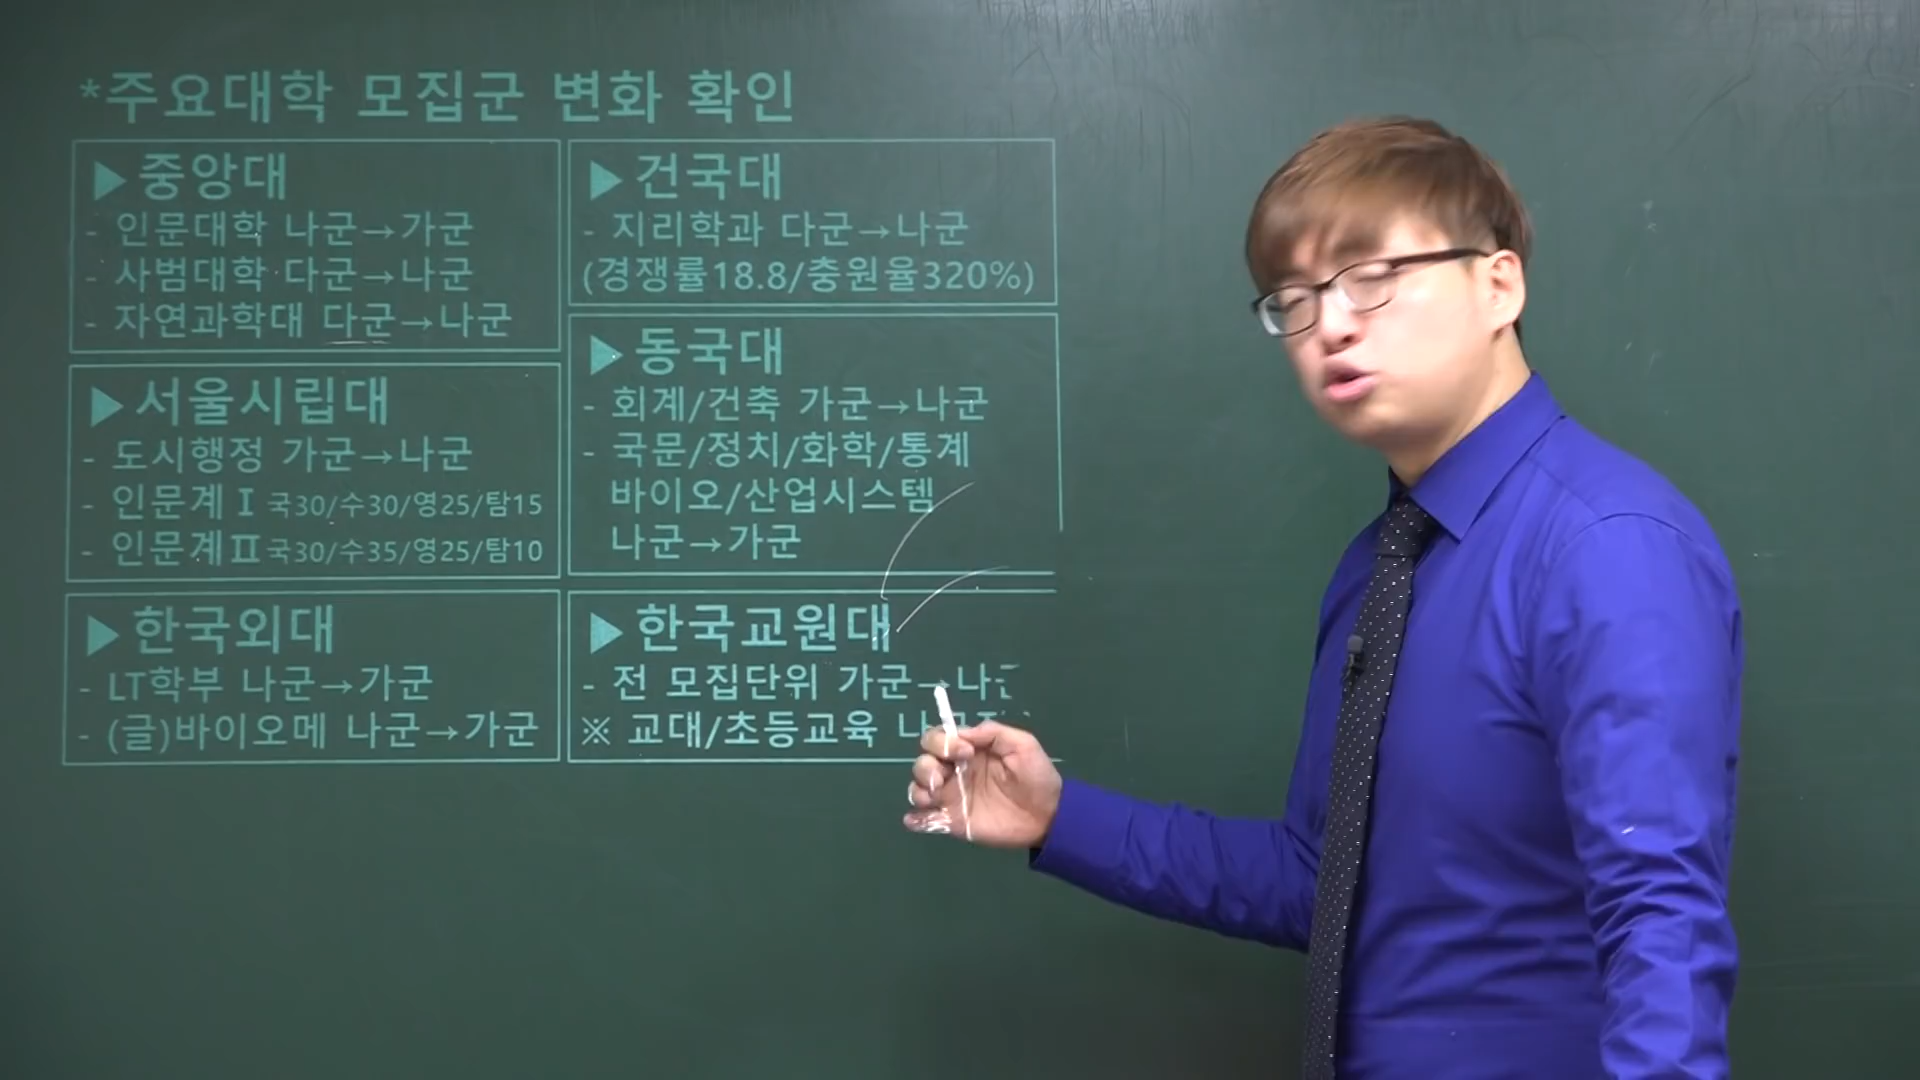 *주요대학 모집군 변화 확인
▶중앙대
- 인문대학 나군→가군
- 사범대학 다군→나군
- 자연과학대 다군→나군
▶서울시립대
- 도시행정 가군→나군
- 인문계Ⅰ 국30/수30/영25/탐15
- 인문계Ⅱ 국30/수35/영25/탐10
▶한국외대
- LT학부 나군→가군
- (글)바이오메 나군→가군
▶건국대
- 지리학과 다군→나군
(경쟁률18.8/충원율320%)
▶동국대
- 회계/건축 가군→나군
- 국문/정치/화학/통계
바이오/산업시스템
나군→가군
▶한국교원대
- 전 모집단위 가군→나
※ 교대/초등교육